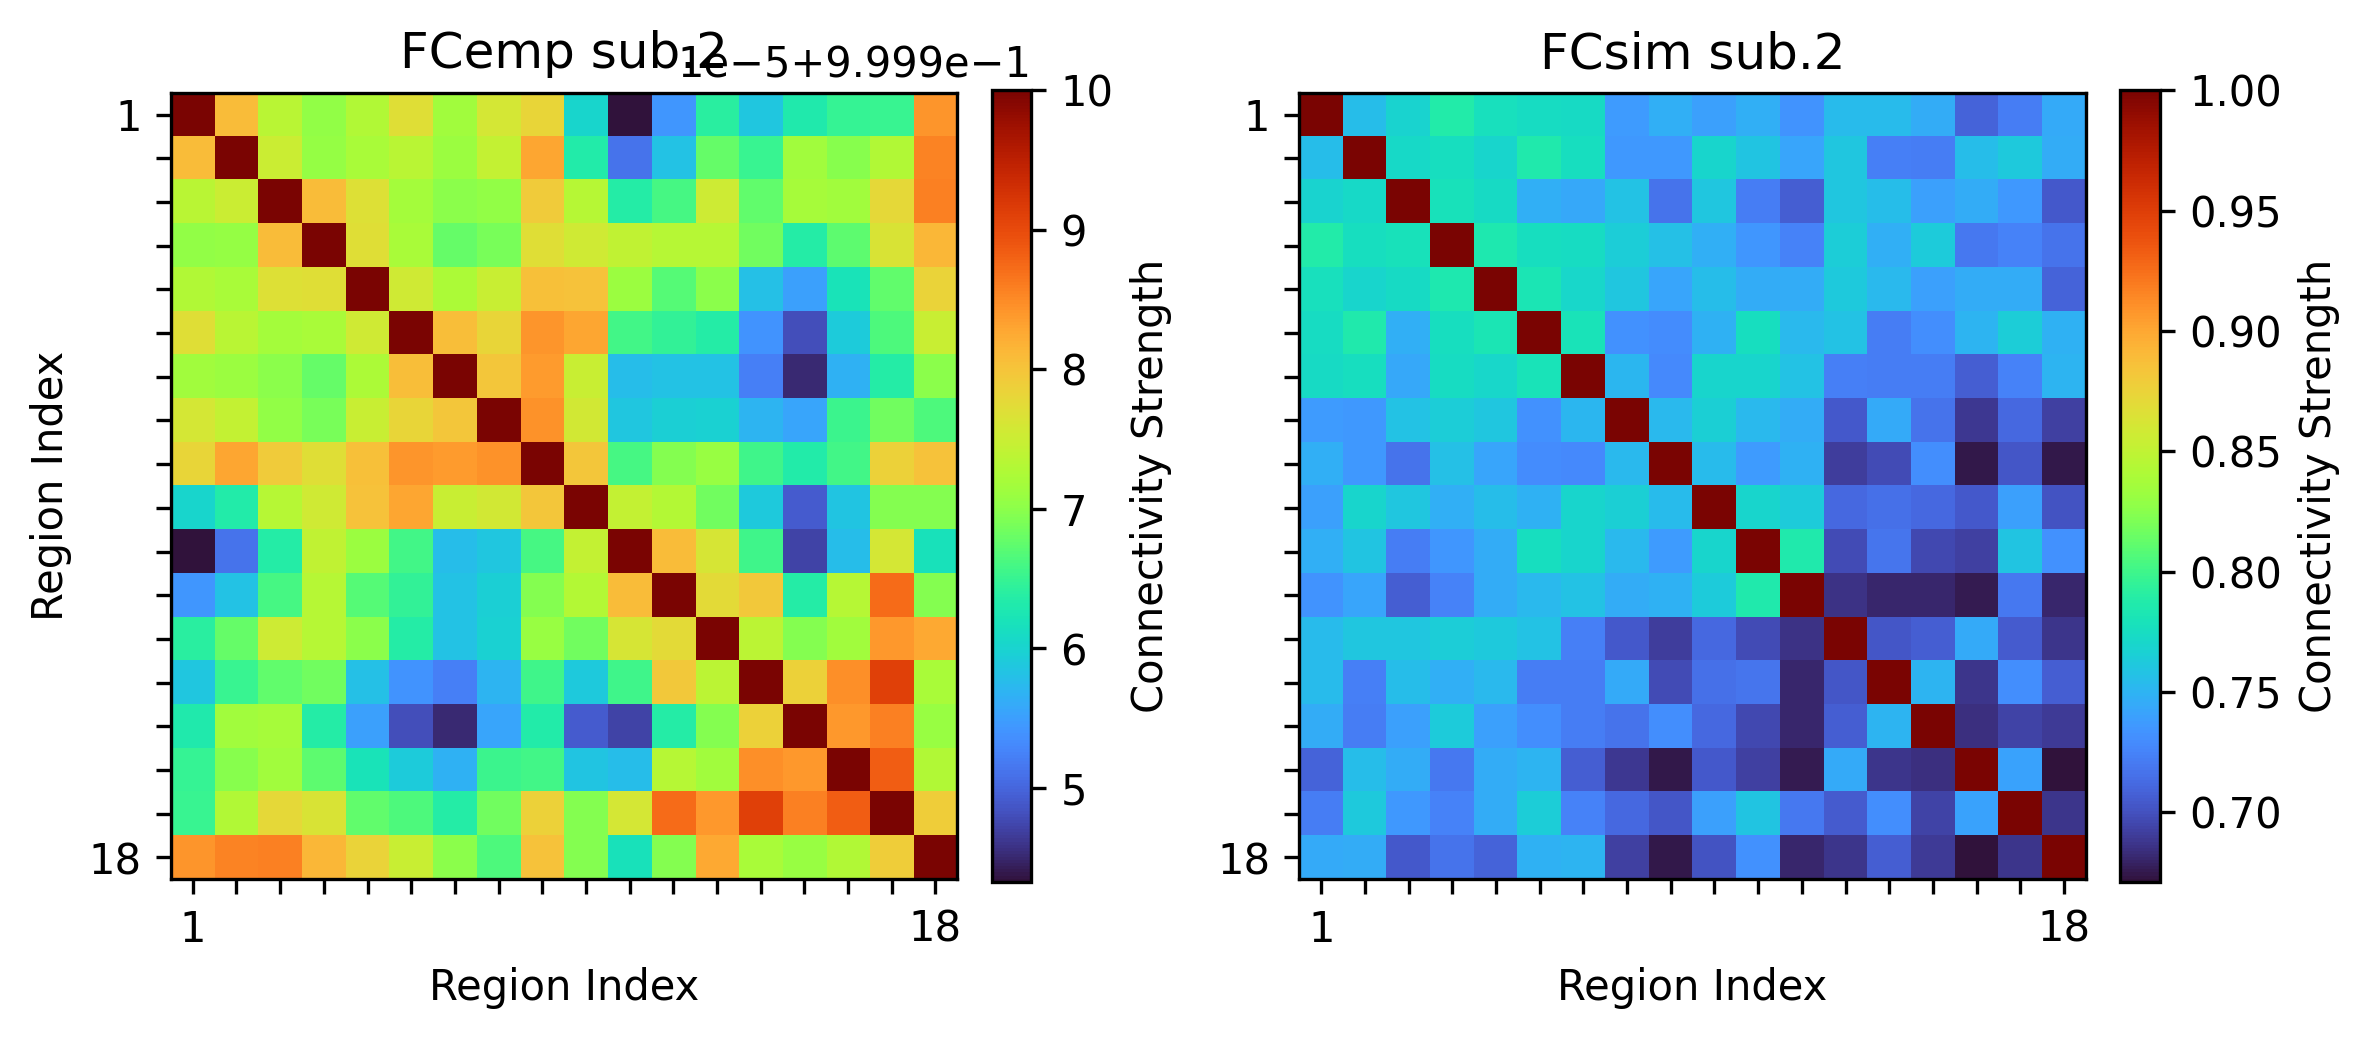 FCemp sub.2
1e−5+9.999e−1
1
18
1
18
Region Index
Region Index
10
9
8
7
6
5
Connectivity Strength
FCsim sub.2
1
18
1
18
Region Index
1.00
0.95
0.90
0.85
0.80
0.75
0.70
Connectivity Strength